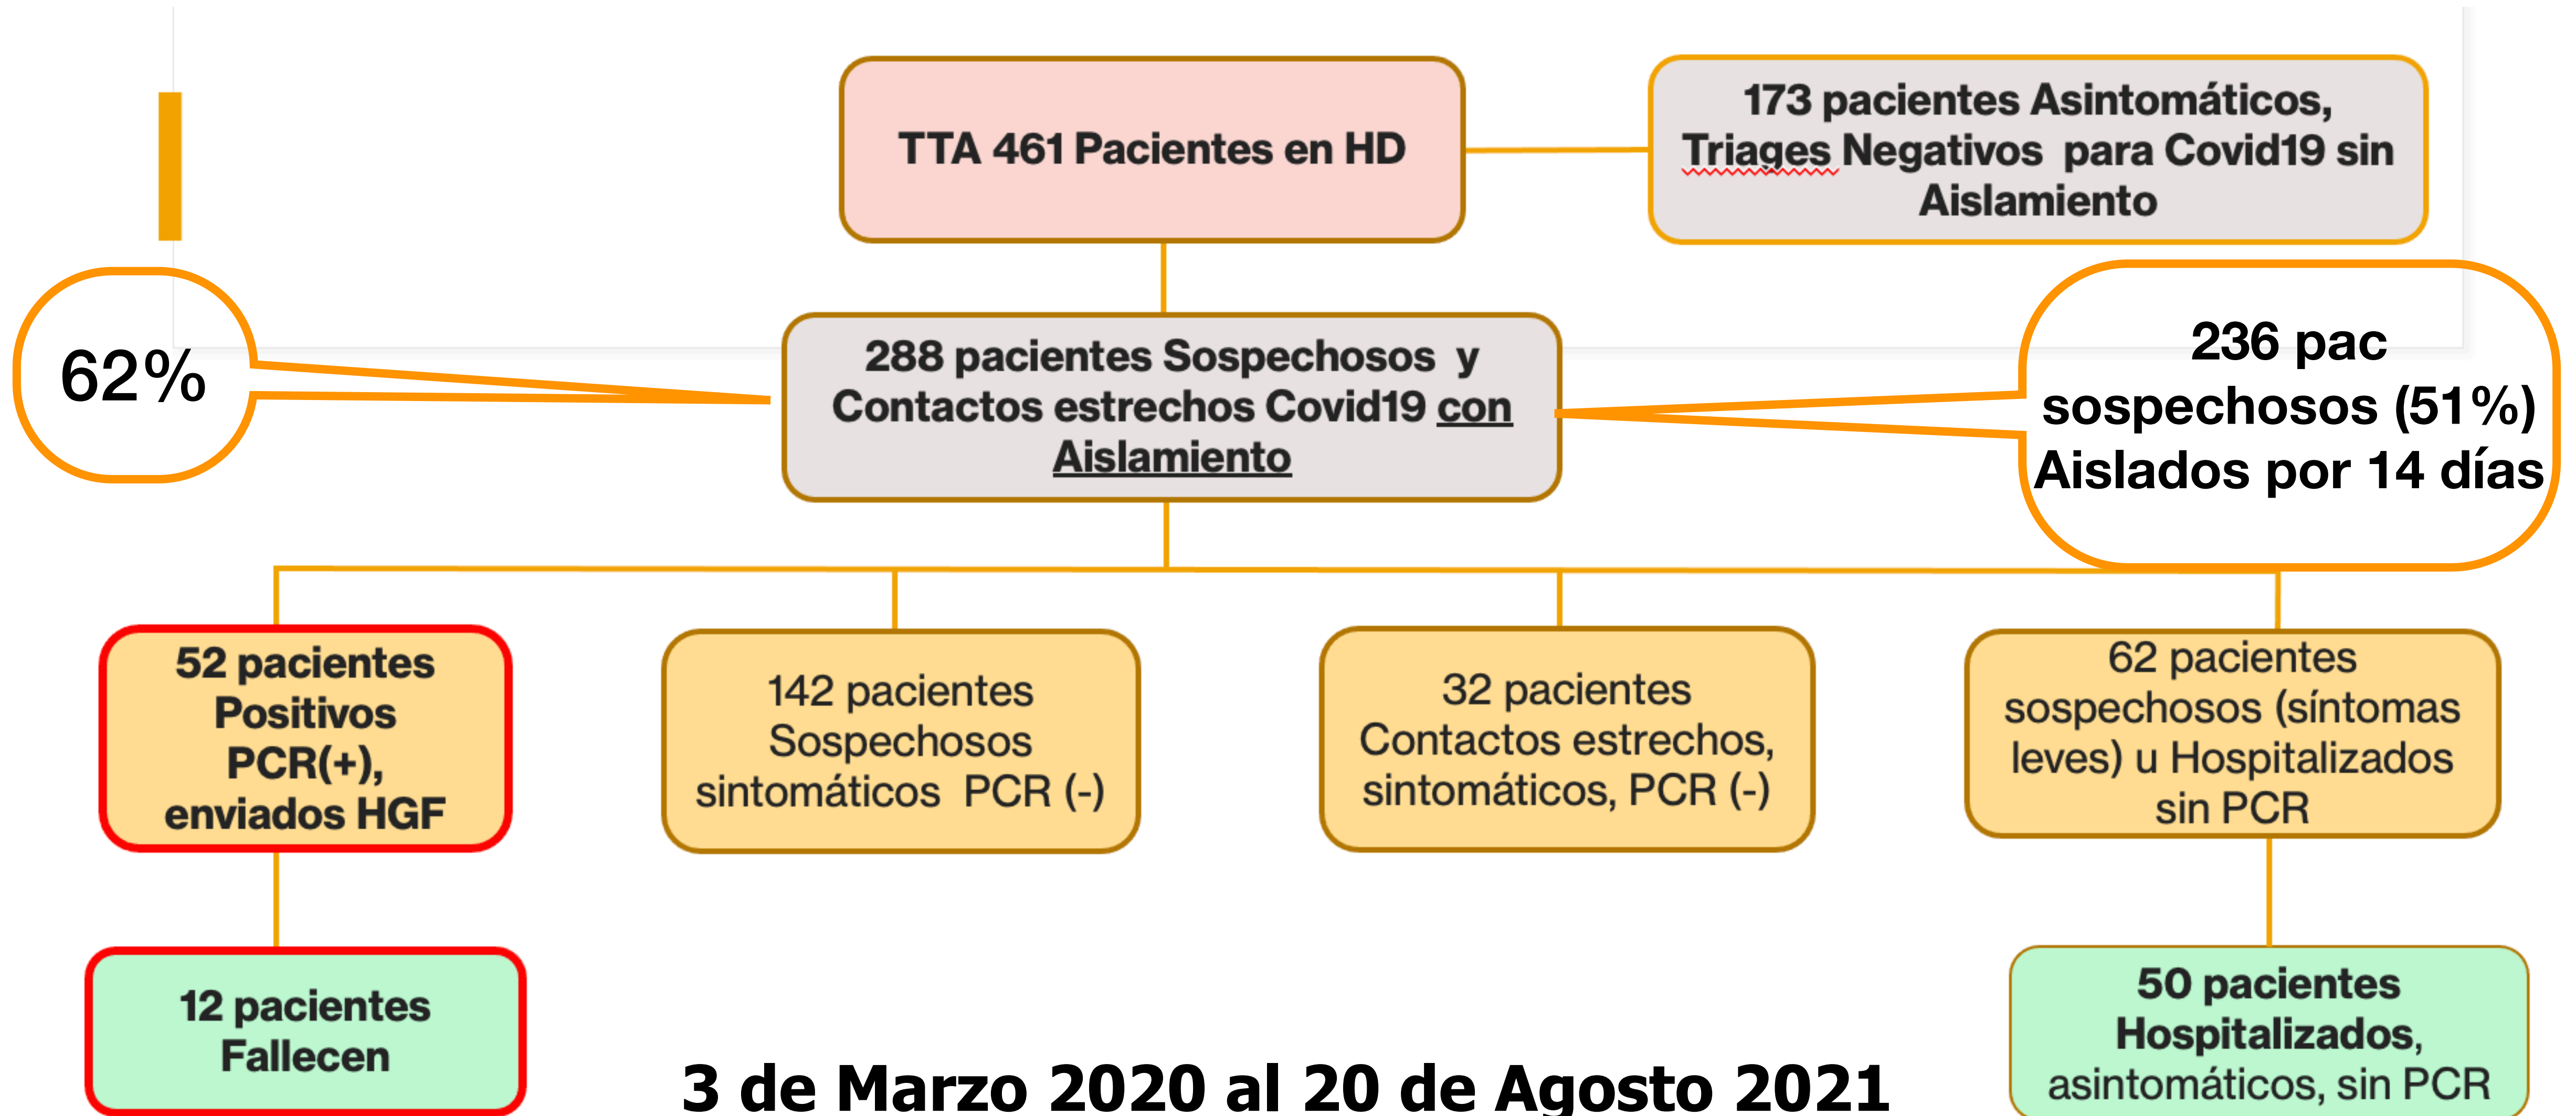 TTA 461 Pacientes en HD
173 pacientes Asintomáticos,
Triages Negativos para Covid19 sin
Aislamiento
62%
288 pacientes Sospechosos y
Contactos estrechos Covid19 con
Aislamiento
236 pac
sospechosos (51%)
Aislados por 14 días
52 pacientes
Positivos
PCR(+),
enviados HGF
142 pacientes
Sospechosos
sintomáticos PCR (-)
32 pacientes
Contactos estrechos,
sintomáticos, PCR (-)
62 pacientes
sospechosos (síntomas
leves) u Hospitalizados
sin PCR
12 pacientes
Fallecen
50 pacientes
Hospitalizados,
asintomáticos, sin PCR
3 de Marzo 2020 al 20 de Agosto 2021